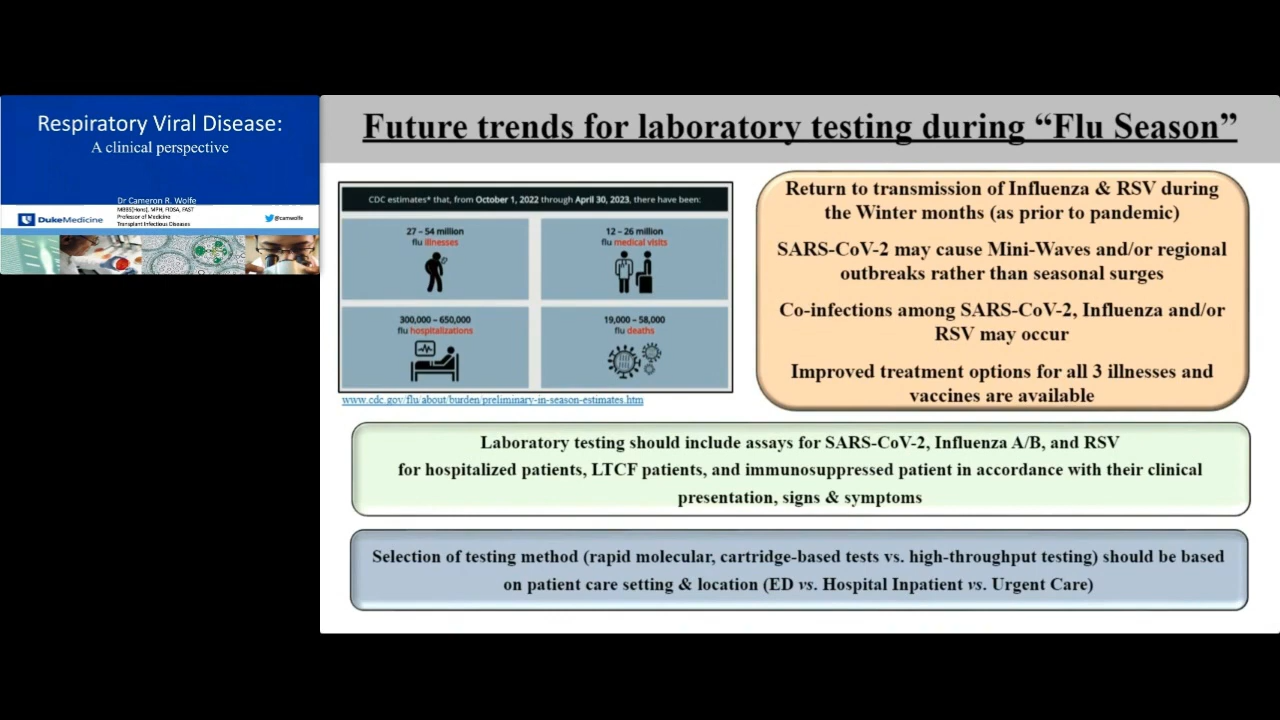 Respiratory Viral Disease:
A clinical perspective
Dr Cameron R. Wolfe
MBBS(Hons), MPH, FIDSA, FAST
Professor of Medicine
Transplant Infectious Diseases
DukeMedicine
@camwolfe
Future trends for laboratory testing during “Flu Season”
CDC estimates* that, from October 1, 2022 through April 30, 2023, there have been:
27 – 54 million
flu illnesses
12 – 26 million
flu medical visits
300,000 – 650,000
flu hospitalizations
19,000 – 58,000
flu deaths
www.cdc.gov/flu/about/burden/preliminary-in-season-estimates.htm
Return to transmission of Influenza & RSV during
the Winter months (as prior to pandemic)
SARS-CoV-2 may cause Mini-Waves and/or regional
outbreaks rather than seasonal surges
Co-infections among SARS-CoV-2, Influenza and/or
RSV may occur
Improved treatment options for all 3 illnesses and
vaccines are available
Laboratory testing should include assays for SARS-CoV-2, Influenza A/B, and RSV
for hospitalized patients, LTCF patients, and immunosuppressed patient in accordance with their clinical
presentation, signs & symptoms
Selection of testing method (rapid molecular, cartridge-based tests vs. high-throughput testing) should be based
on patient care setting & location (ED vs. Hospital Inpatient vs. Urgent Care)